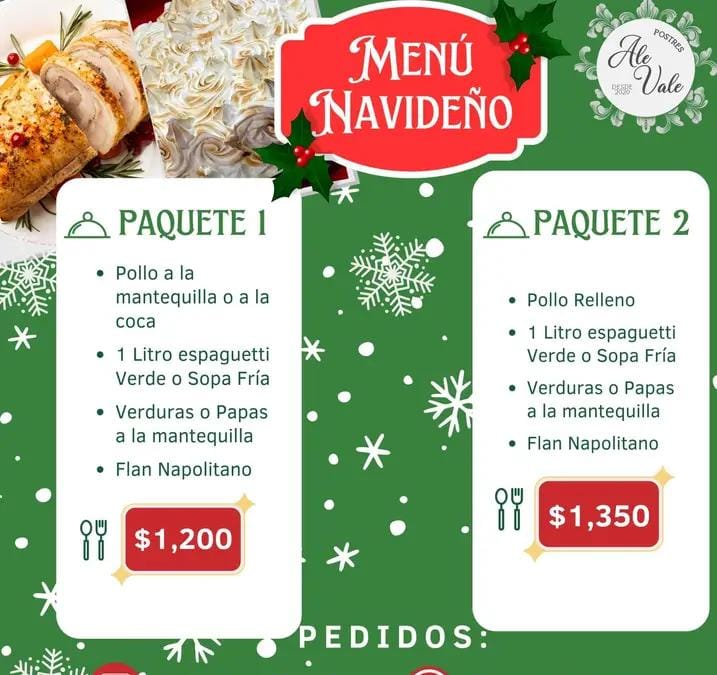 MENÚ
NAVIDEÑO
POSTRES
Ale
Vale
DESDE
2020
PAQUETE 1
• Pollo a la
mantequilla o a la
coca
• 1 Litro espaguetti
Verde o Sopa Fría
• Verduras o Papas
a la mantequilla
• Flan Napolitano
$1,200
PAQUETE 2
• Pollo Relleno
• 1 Litro espaguetti
Verde o Sopa Fría
• Verduras o Papas
a la mantequilla
• Flan Napolitano
$1,350
PEDIDOS: